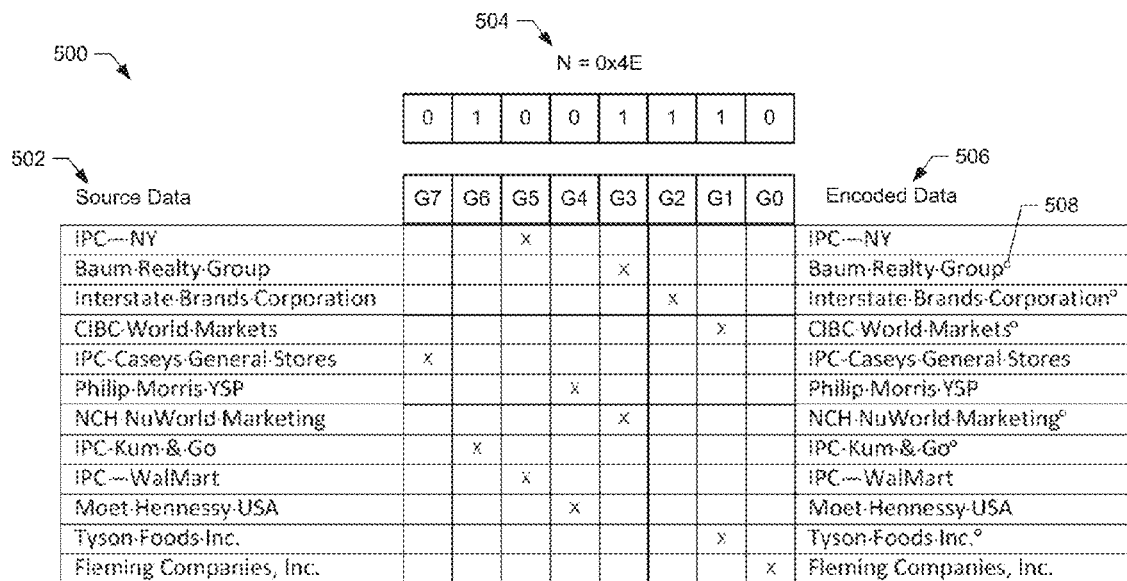 504
500
N = 0x4E
0 1 0 0 1 1 1 0
502
506
Source Data G7 G6 G5 G4 G3 G2 G1 G0 Encoded Data
508
IPC·--·NY x IPC·--·NY
Baum·Realty·Group x Baum·Realty·Group°
Interstate·Brands·Corporation x Interstate·Brands·Corporation°
CIBC·World·Markets x CIBC·World·Markets°
IPC·Caseys·General·Stores x IPC·Caseys·General·Stores
Philip·Morris·YSP x Philip·Morris·YSP
NCH·NuWorld·Marketing x NCH·NuWorld·Marketing°
IPC·Kum·&·Go x IPC·Kum·&·Go°
IPC·--·WalMart x IPC·--·WalMart
Moet·Hennessy·USA x Moet·Hennessy·USA
Tyson·Foods·Inc. x Tyson·Foods·Inc.°
Fleming Companies, Inc. x Fleming Companies, Inc.